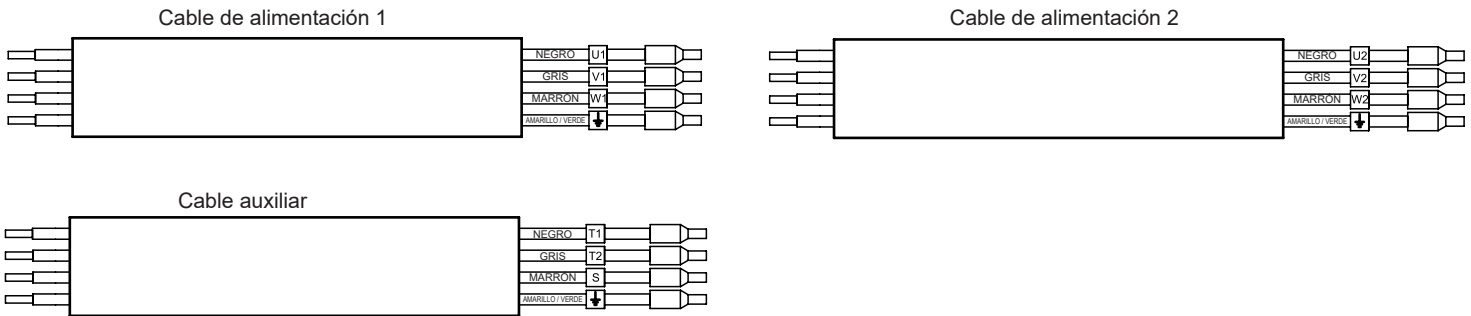 Cable de alimentación 1
NEGRO U1
GRIS V1
MARRON W1
AMARILLO / VERDE
Cable de alimentación 2
NEGRO U2
GRIS V2
MARRON W2
AMARILLO / VERDE
Cable auxiliar
NEGRO T1
GRIS T2
MARRON S
AMARILLO / VERDE